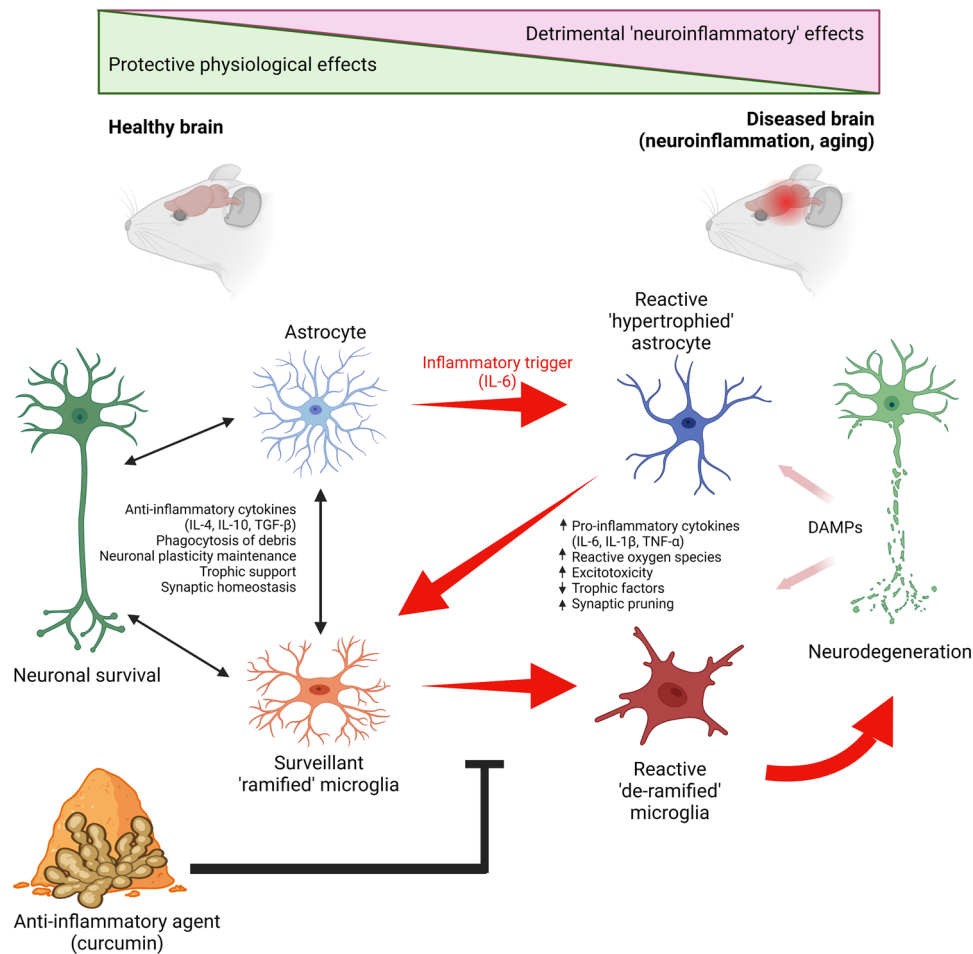 Detrimental 'neuroinflammatory' effects
Protective physiological effects
Healthy brain
Diseased brain
(neuroinflammation, aging)
Astrocyte
Inflammatory trigger
(IL-6)
Reactive
'hypertrophied'
astrocyte
Anti-inflammatory cytokines
(IL-4, IL-10, TGF-β)
Phagocytosis of debris
Neuronal plasticity maintenance
Trophic support
Synaptic homeostasis
Pro-inflammatory cytokines
(IL-6, IL-1β, TNF-α)
Reactive oxygen species
Excitotoxicity
Trophic factors
Synaptic pruning
DAMPs
Neuronal survival
Neurodegeneration
Surveillant
'ramified' microglia
Reactive
'de-ramified'
microglia
Anti-inflammatory agent
(curcumin)